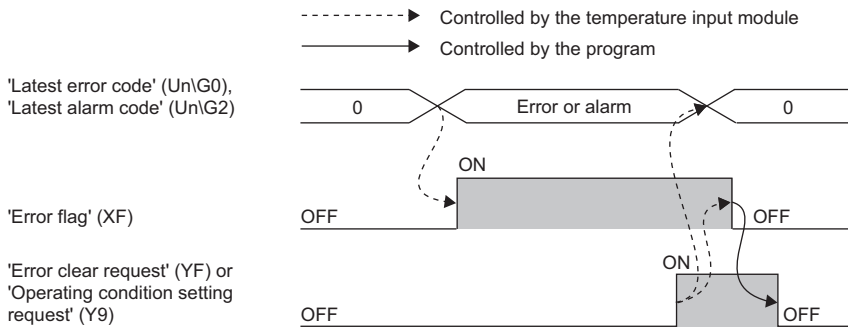 Controlled by the temperature input module
Controlled by the program
'Latest error code' (Un\G0),
'Latest alarm code' (Un\G2)
0
Error or alarm
0
ON
'Error flag' (XF)
OFF
OFF
'Error clear request' (YF) or
'Operating condition setting
request' (Y9)
ON
OFF
OFF